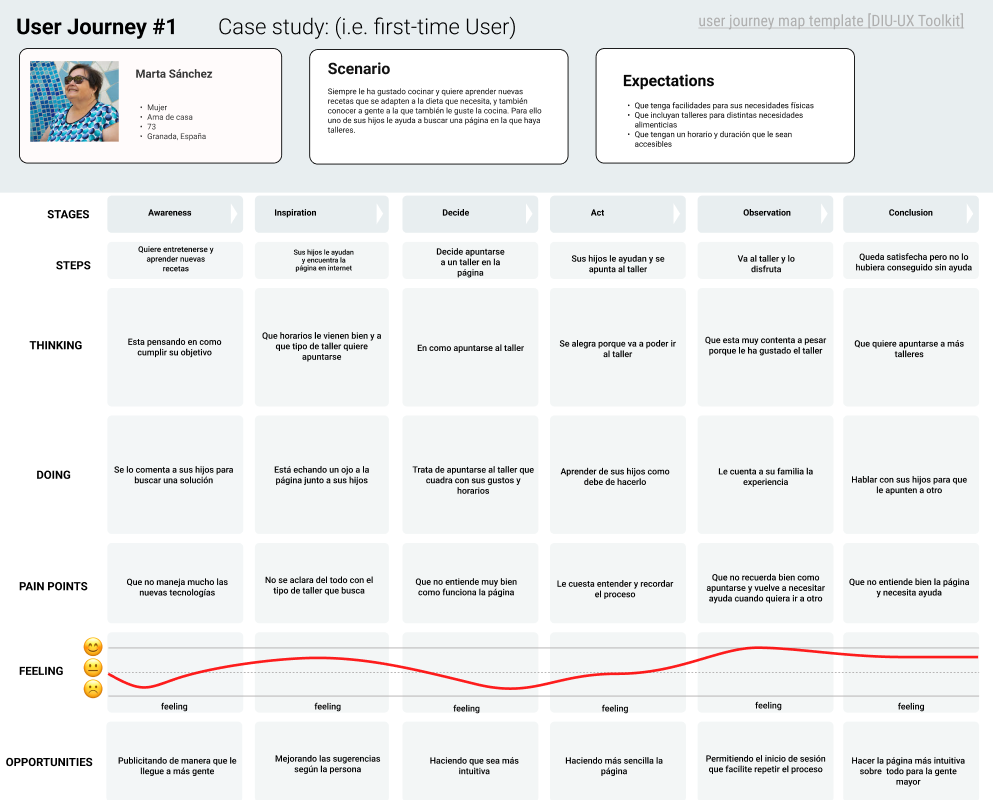 User Journey #1 Case study: (i.e. first-time User) user journey map template [DIU-UX Toolkit]
Marta Sánchez
• Mujer
• Ama de casa
• 73
• Granada, España
Scenario
Siempre le ha gustado cocinar y quiere aprender nuevas
recetas que se adapten a la dieta que necesita, y también
conocer a gente a la que también le guste la cocina. Para ello
uno de sus hijos le ayuda a buscar una página en la que haya
talleres.
Expectations
• Que tenga facilidades para sus necesidades físicas
• Que incluyan talleres para distintas necesidades
alimenticias
• Que tengan un horario y duración que le sean
accesibles
STAGES
Awareness
Inspiration
Decide
Act
Observation
Conclusion
STEPS
Quiere entretenerse y
aprender nuevas
recetas
Sus hijos le ayudan
y encuentra la
página en internet
Decide apuntarse
a un taller en la
página
Sus hijos le ayudan y se
apunta al taller
Va al taller y lo
disfruta
Queda satisfecha pero no lo
hubiera conseguido sin ayuda
THINKING
Esta pensando en como
cumplir su objetivo
Que horarios le vienen bien y a
que tipo de taller quiere
apuntarse
En como apuntarse al taller
Se alegra porque va a poder ir
al taller
Que esta muy contenta a pesar
porque le ha gustado el taller
Que quiere apuntarse a más
talleres
DOING
Se lo comenta a sus hijos para
buscar una solución
Está echando un ojo a la
página junto a sus hijos
Trata de apuntarse al taller que
cuadra con sus gustos y
horarios
Aprender de sus hijos como
debe de hacerlo
Le cuenta a su familia la
experiencia
Hablar con sus hijos para que
le apunten a otro
PAIN POINTS
Que no maneja mucho las
nuevas tecnologías
No se aclara del todo con el
tipo de taller que busca
Que no entiende muy bien
como funciona la página
Le cuesta entender y recordar
el proceso
Que no recuerda bien como
apuntarse y vuelve a necesitar
ayuda cuando quiera ir a otro
Que no entiende bien la página
y necesita ayuda
FEELING
feeling
feeling
feeling
feeling
feeling
feeling
OPPORTUNITIES
Publicitando de manera que le
llegue a más gente
Mejorando las sugerencias
según la persona
Haciendo que sea más
intuitiva
Haciendo más sencilla la
página
Permitiendo el inicio de sesión
que facilite repetir el proceso
Hacer la página más intuitiva
sobre todo para la gente
mayor